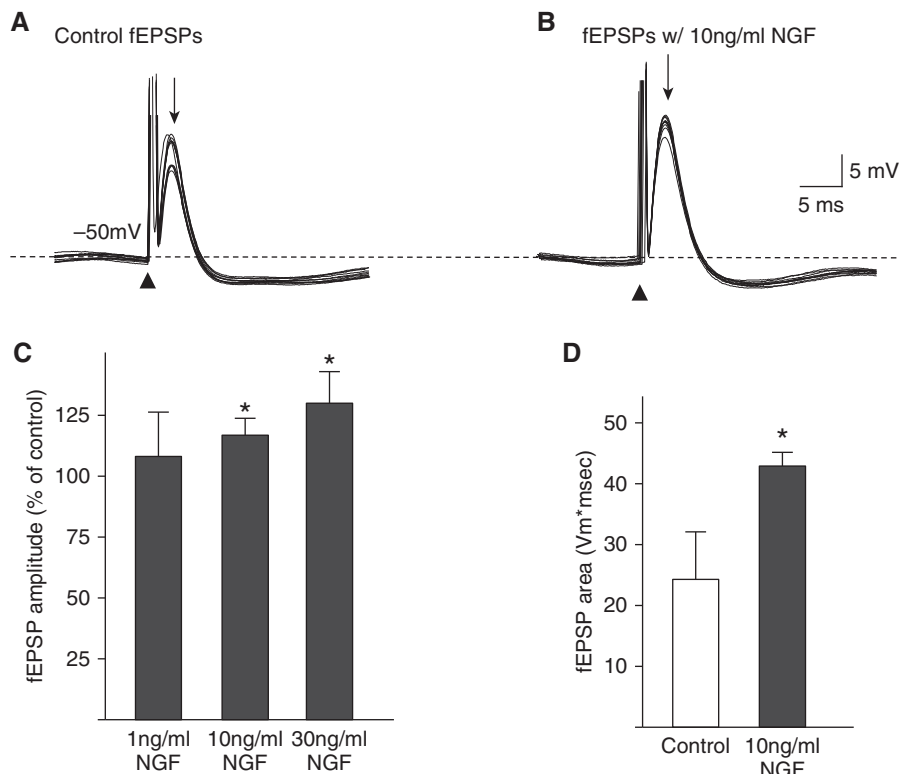 A
Control fEPSPs
B
fEPSPs w/ 10ng/ml NGF
5 mV
5 ms
–50mV
C
fEPSP amplitude (% of control)
125
100
75
50
25
*
*
1ng/ml
NGF
10ng/ml
NGF
30ng/ml
NGF
D
fEPSP area (Vm*msec)
50
40
30
20
10
*
Control
10ng/ml
NGF